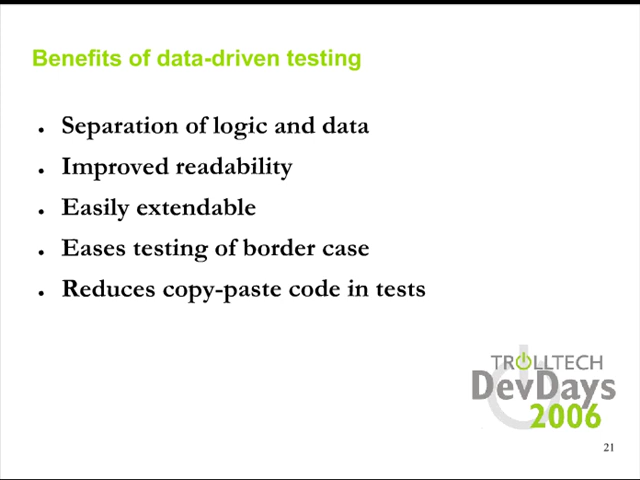 Benefits of data-driven testing
• Separation of logic and data
• Improved readability
• Easily extendable
• Eases testing of border case
• Reduces copy-paste code in tests
TROLLTECH
DevDays
2006
21